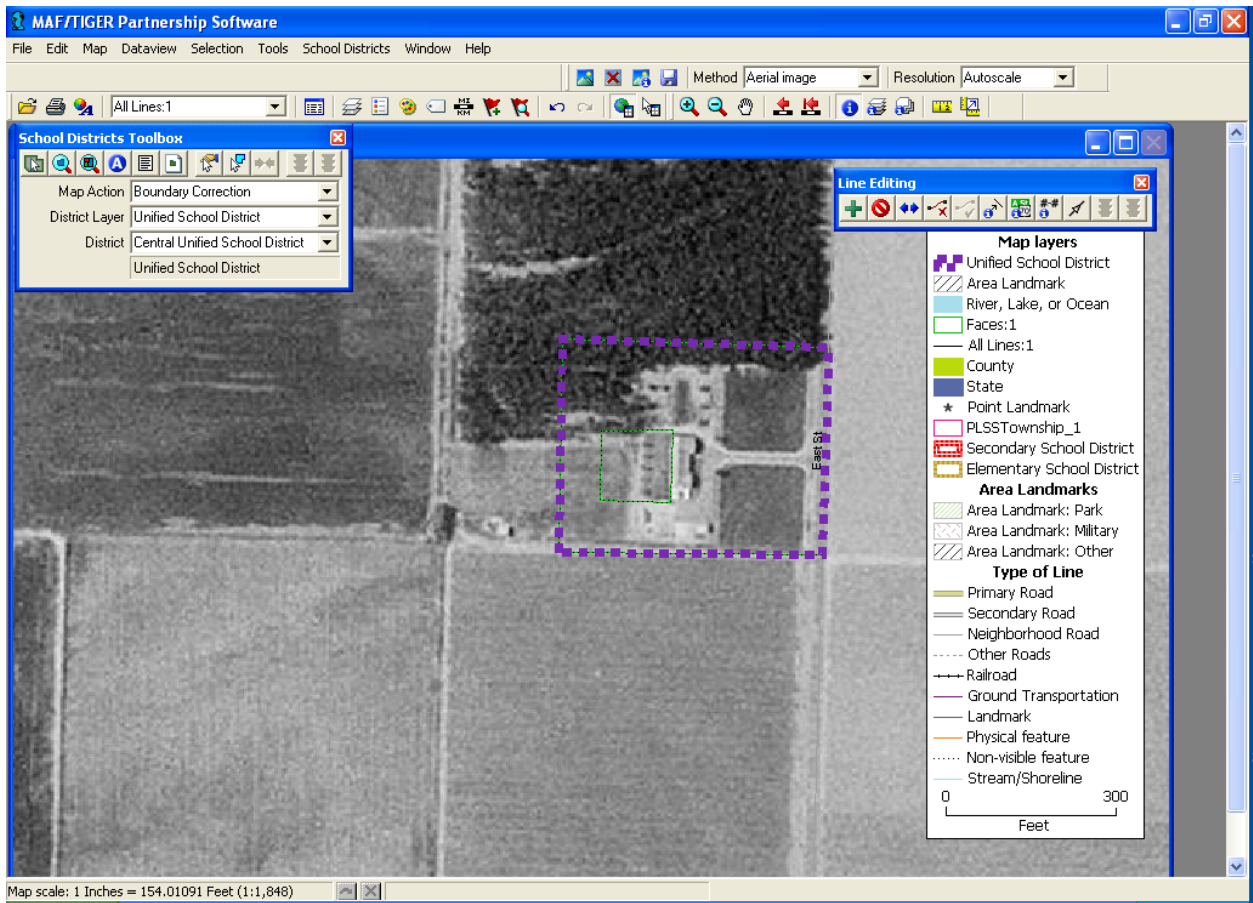 MAF/TIGER Partnership Software
File Edit Map Dataview Selection Tools School Districts Window Help
Method Aerial image Resolution Autoscale
All Lines:1
School Districts Toolbox
Map Action Boundary Correction
District Layer Unified School District
District Central Unified School District
Unified School District
Line Editing
Map layers
Unified School District
Area Landmark
River, Lake, or Ocean
Faces:1
All Lines:1
County
State
Point Landmark
PLSSTownship_1
Secondary School District
Elementary School District
Area Landmarks
Area Landmark: Park
Area Landmark: Military
Area Landmark: Other
Type of Line
Primary Road
Secondary Road
Neighborhood Road
Other Roads
Railroad
Ground Transportation
Landmark
Physical feature
Non-visible feature
Stream/Shoreline
0 300
Feet
East St
Map scale: 1 Inches = 154.01091 Feet (1:1,848)